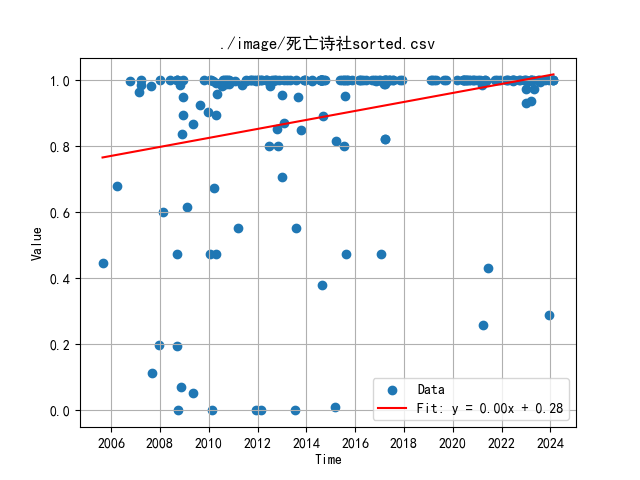 ./image/死亡诗社sorted.csv
1.0
0.8
0.6
0.4
0.2
0.0
Value
Data
Fit: y = 0.00x + 0.28
2006 2008 2010 2012 2014 2016 2018 2020 2022 2024
Time